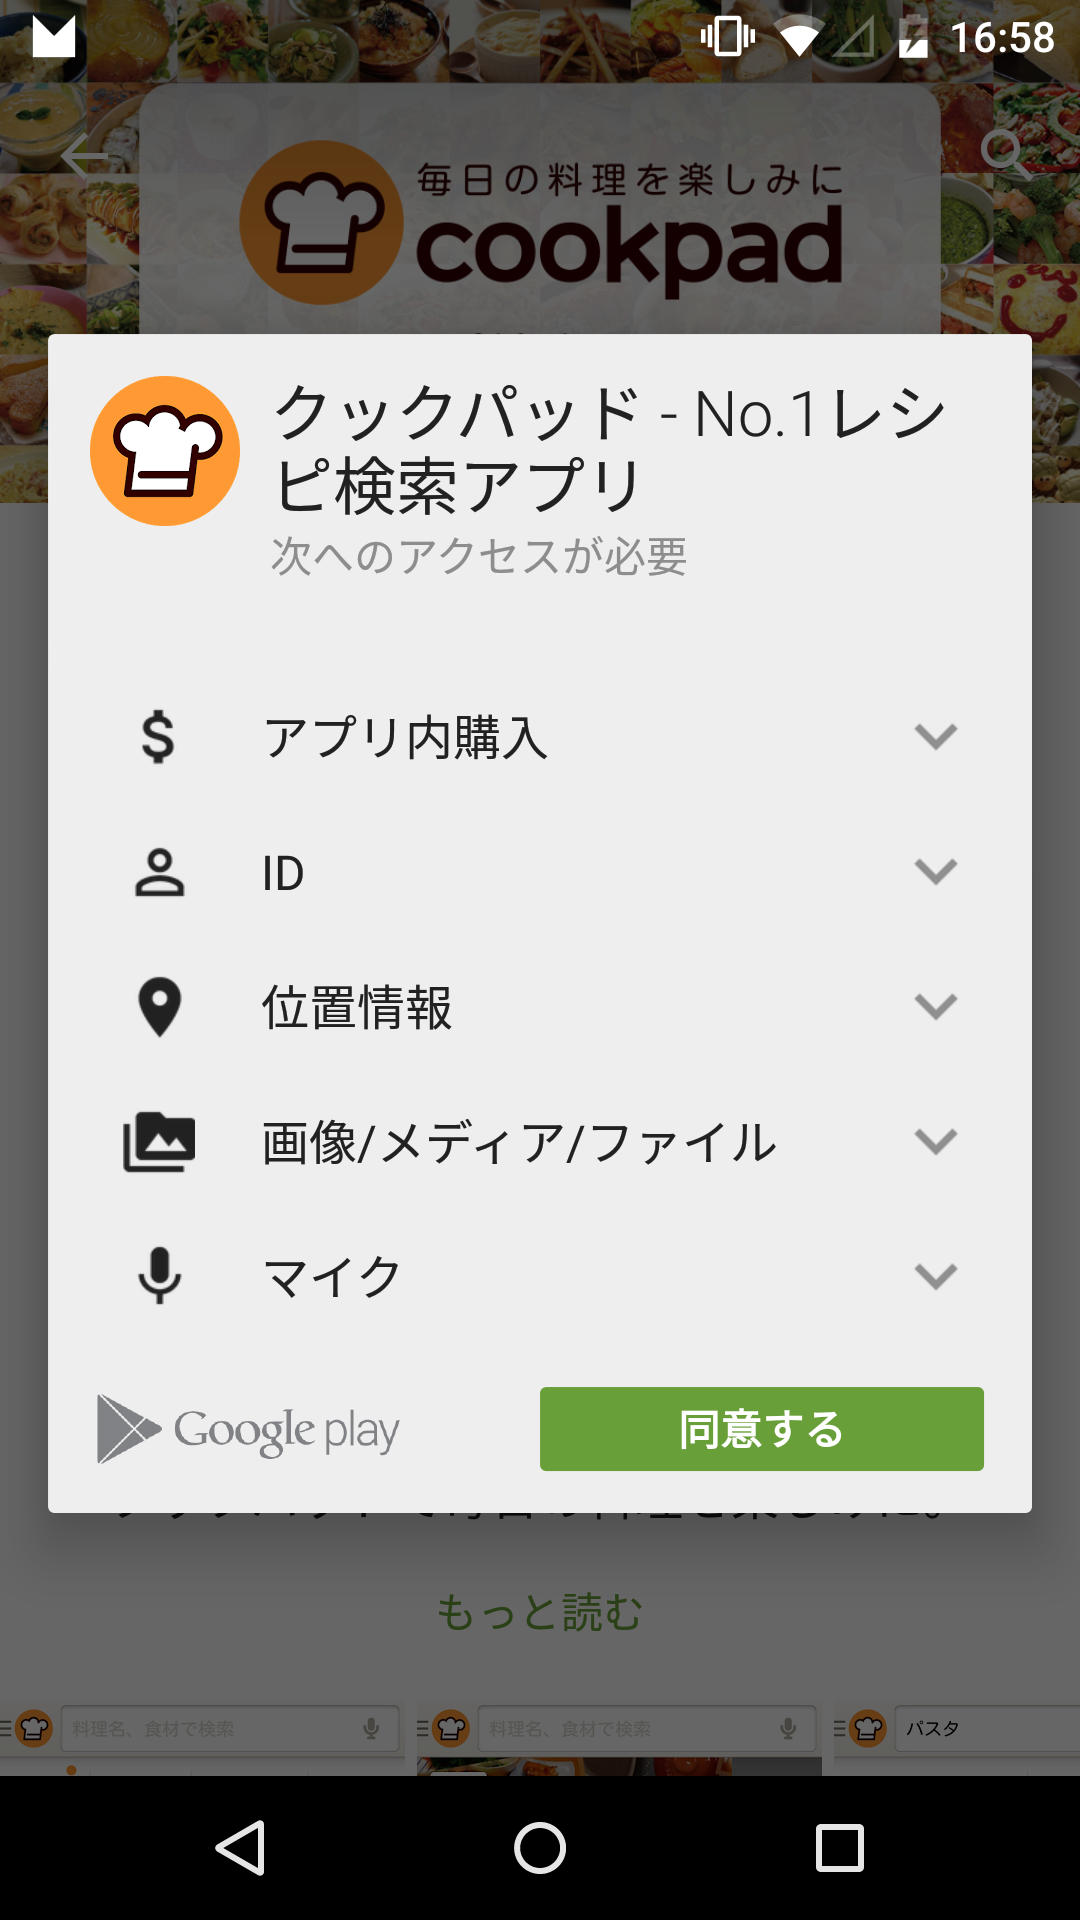 16:58
毎日の料理を楽しみに
cookpad
クックパッド - No.1レシ
ピ検索アプリ
次へのアクセスが必要
アプリ内購入
ID
位置情報
画像/メディア/ファイル
マイク
Google play
同意する
もっと読む
料理名、食材で検索
料理名、食材で検索
パスタ